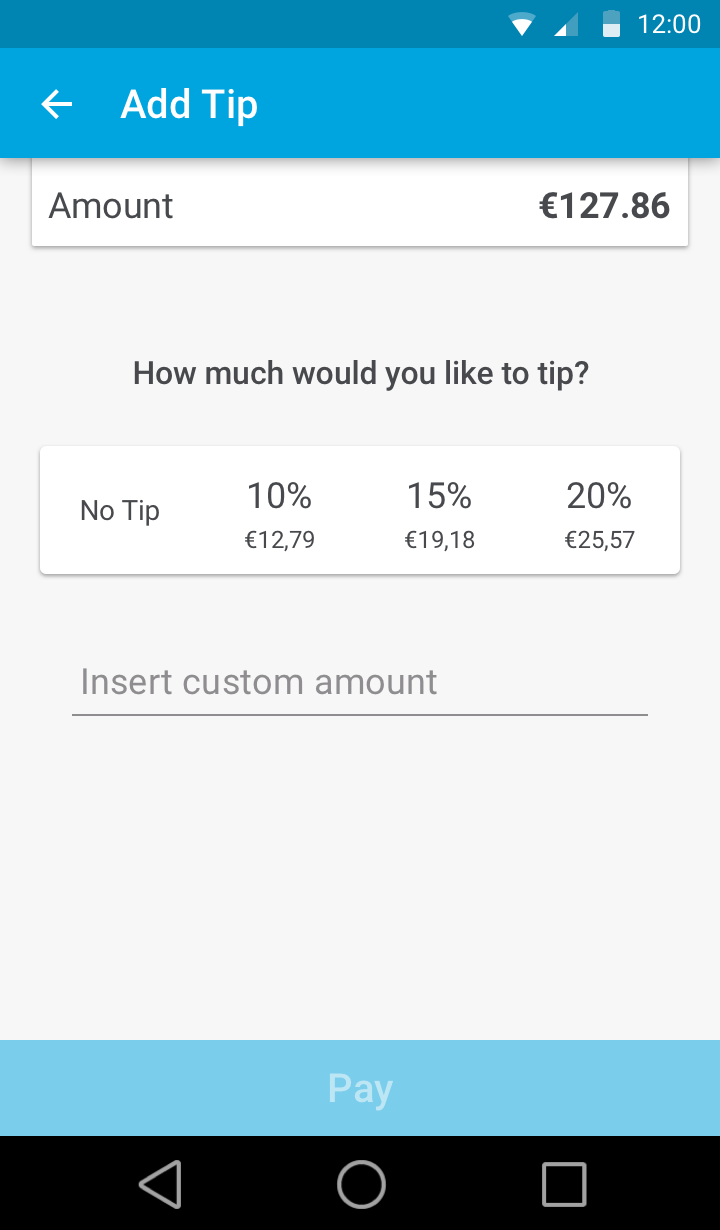 12:00
Add Tip
Amount €127.86
How much would you like to tip?
No Tip 10% 15% 20%
€12,79 €19,18 €25,57
Insert custom amount
Pay